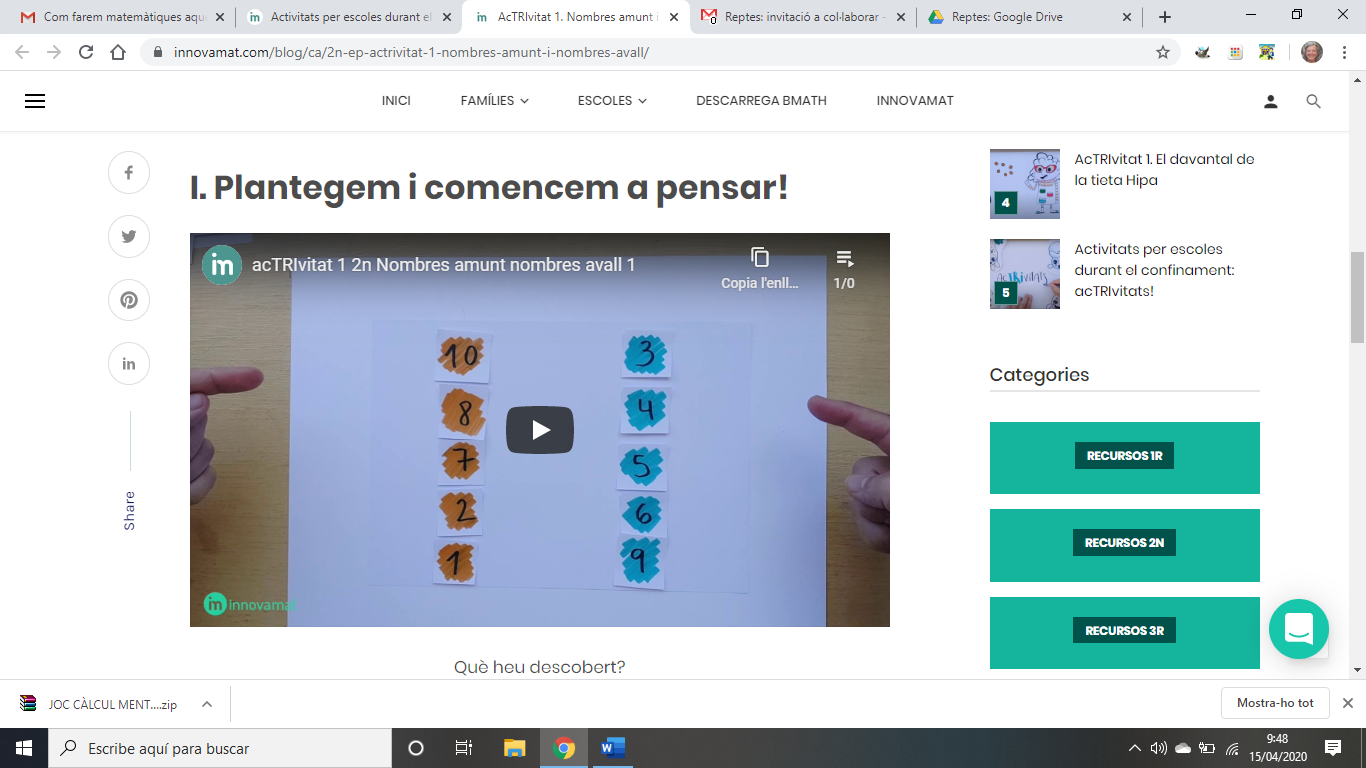 Com farem matemàtiques aqu
Activitats per escoles durant el
AcTRIvitat 1. Nombres amunt i
Reptes: invitació a col·laborar -
Reptes: Google Drive
innovamat.com/blog/ca/2n-ep-actrivitat-1-nombres-amunt-i-nombres-avall/
INICI
FAMÍLIES
ESCOLES
DESCARREGA BMATH
INNOVAMAT
I. Plantegem i comencem a pensar!
im
acTRIvitat 1 2n Nombres amunt nombres avall 1
Copia l'enll...
1/0
10 3
8 4
7 5
2 6
1 9
im innovamat
Què heu descobert?
Share
4
AcTRIvitat 1. El davantal de
la tieta Hipa
acTRIvitats
5
Activitats per escoles
durant el confinament:
acTRIvitats!
Categories
RECURSOS 1R
RECURSOS 2N
RECURSOS 3R
JOC CÀLCUL MENT....zip
Mostra-ho tot
Escribe aquí para buscar
9:48
15/04/2020